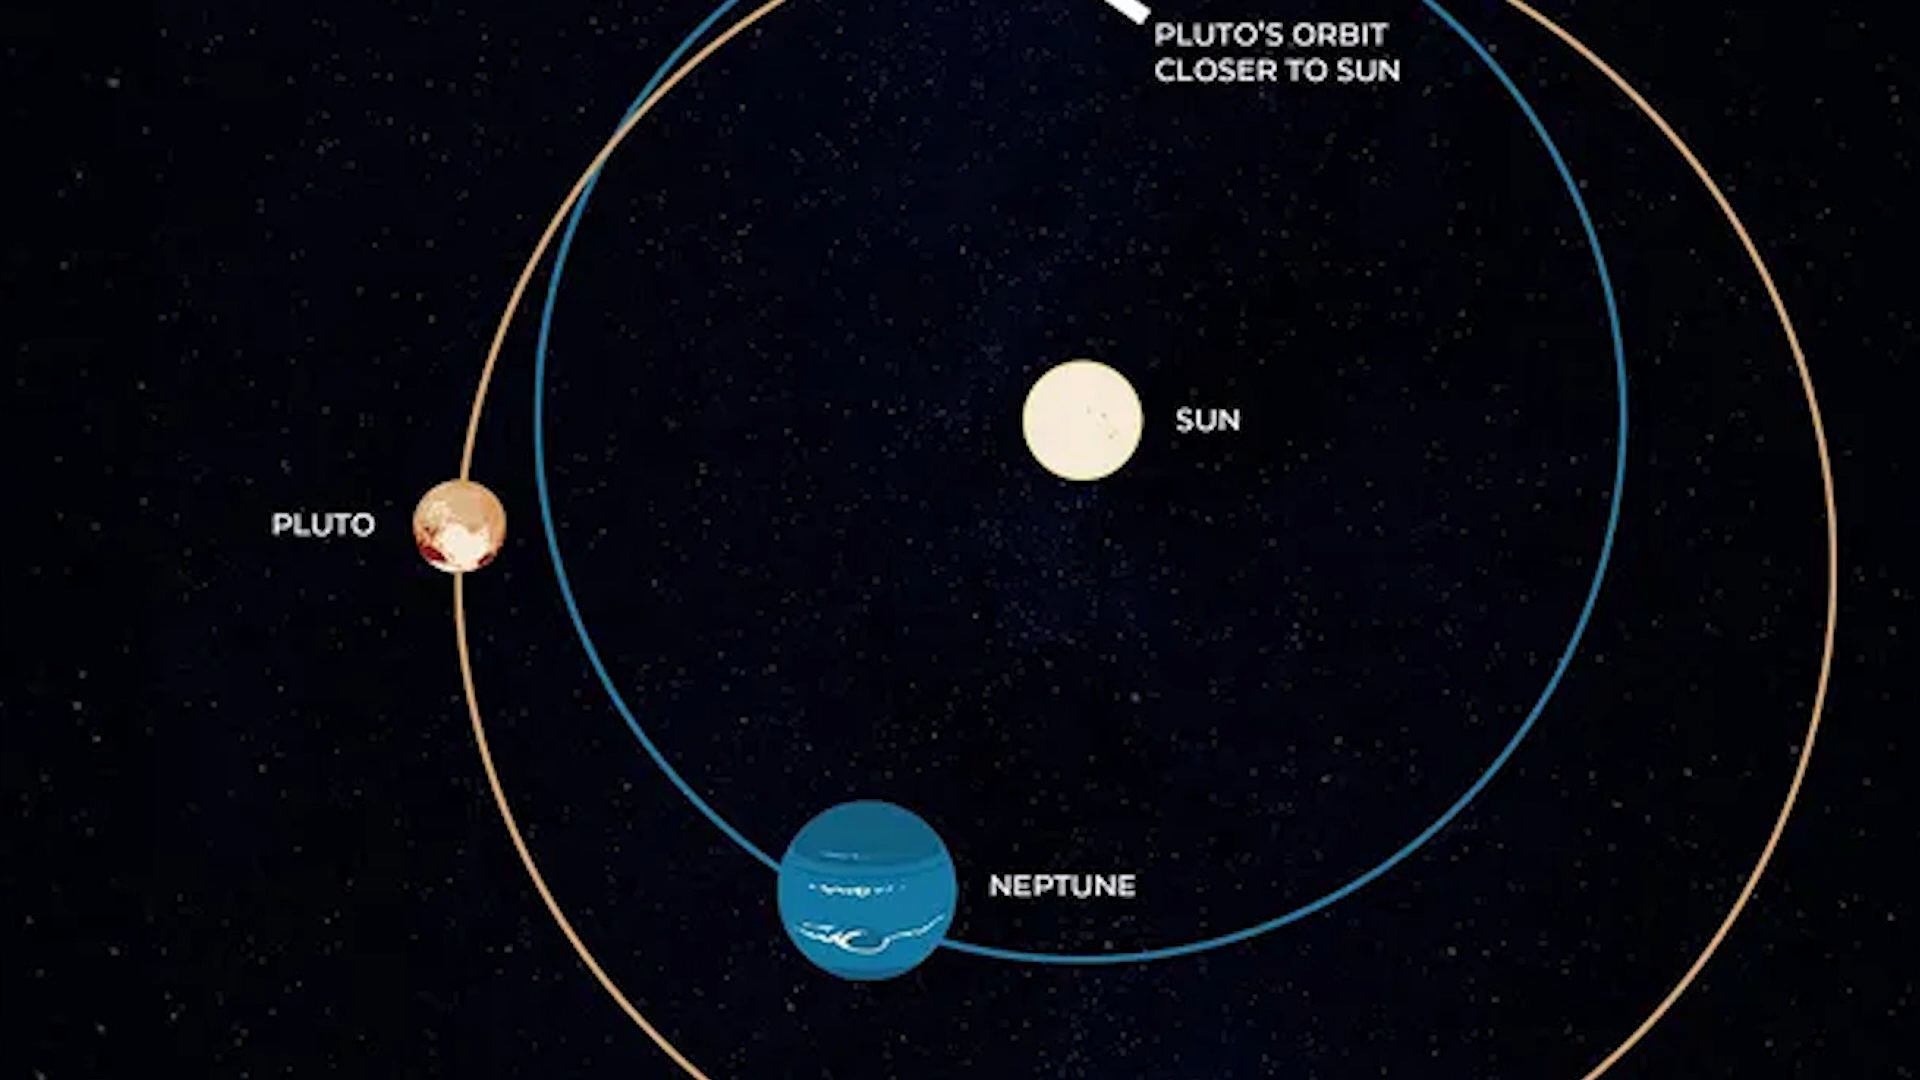 PLUTO'S ORBIT
CLOSER TO SUN
SUN
PLUTO
NEPTUNE